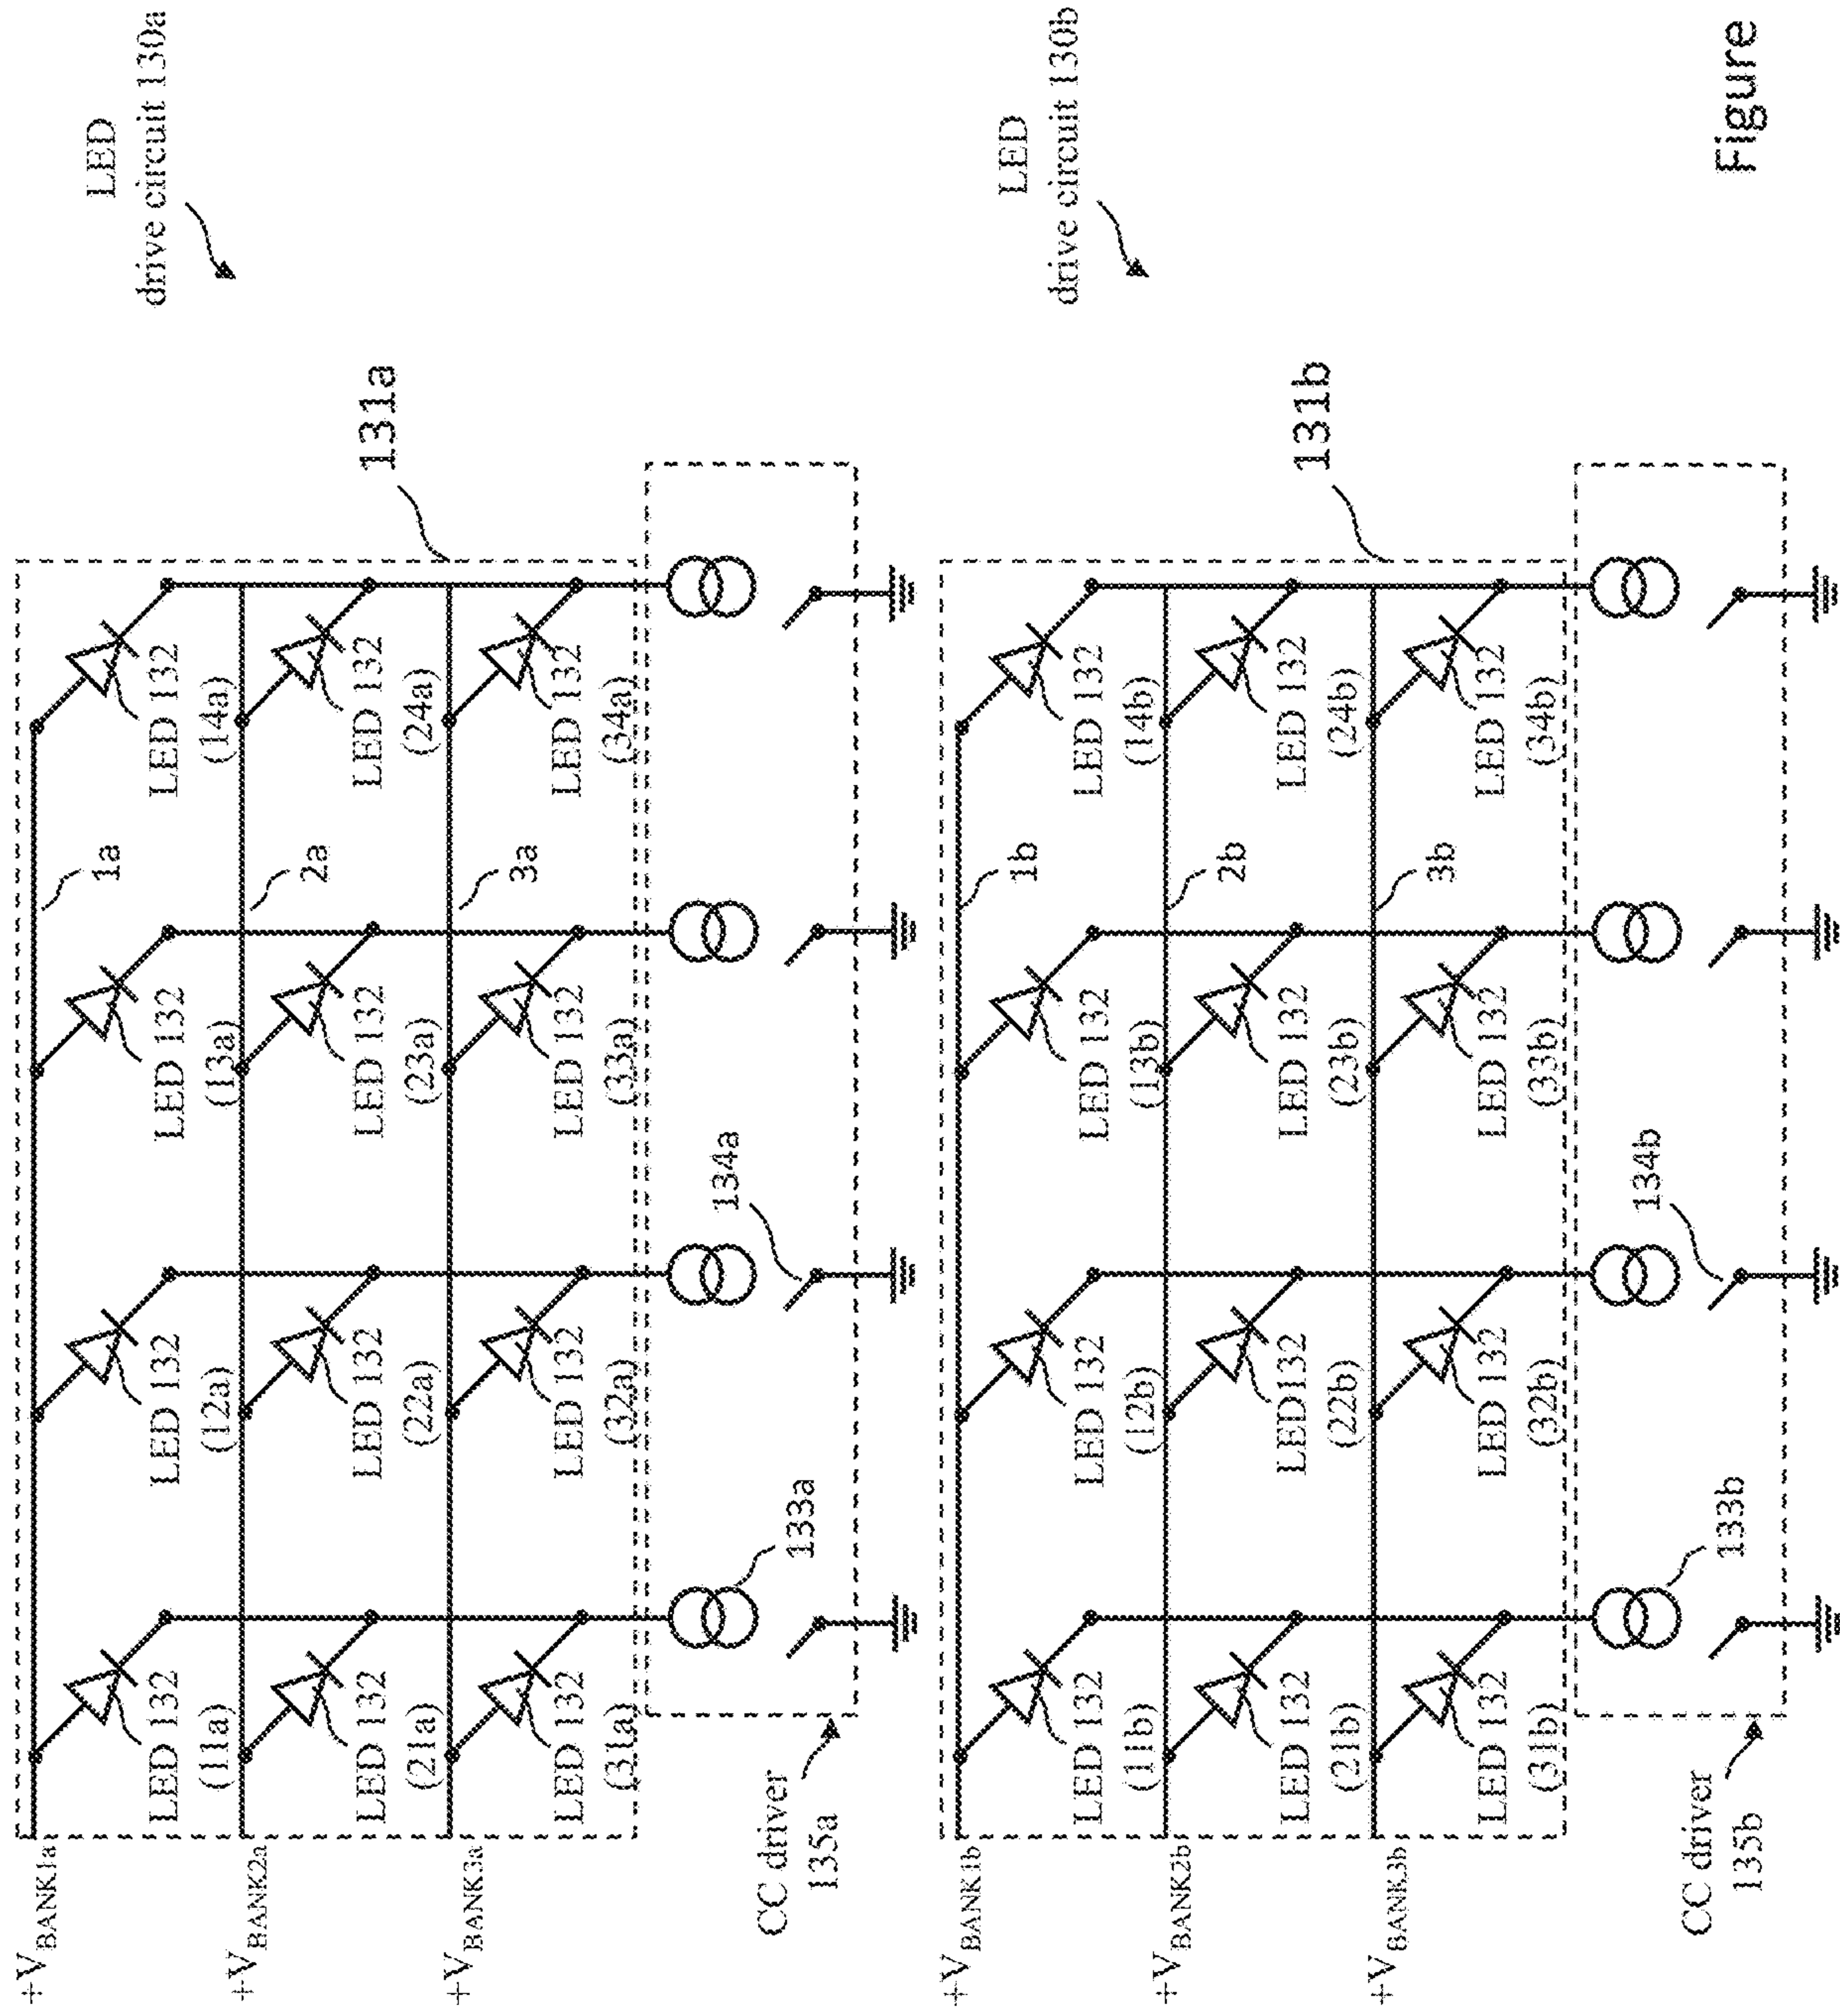 LED
drive circuit 130a
131a
+VBANK1a
1a
LED 132
(11a)
LED 132
(12a)
LED 132
(13a)
LED 132
(14a)
+VBANK2a
2a
LED 132
(21a)
LED 132
(22a)
LED 132
(23a)
LED 132
(24a)
+VBANK3a
3a
LED 132
(31a)
LED 132
(32a)
LED 132
(33a)
LED 132
(34a)
134a
133a
CC driver
135a
LED
drive circuit 130b
131b
+VBANK1b
1b
LED 132
(11b)
LED 132
(12b)
LED 132
(13b)
LED 132
(14b)
+VBANK2b
2b
LED 132
(21b)
LED132
(22b)
LED 132
(23b)
LED 132
(24b)
+VBANK3b
3b
LED 132
(31b)
LED 132
(32b)
LED 132
(33b)
LED 132
(34b)
134b
133b
CC driver
135b
Figure